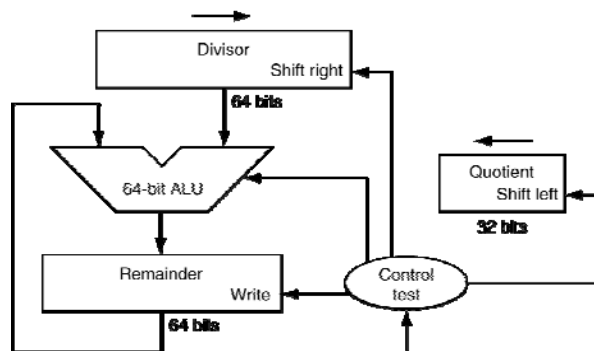 Divisor
Shift right
64 bits
64-bit ALU
Quotient
Shift left
32 bits
Remainder
Write
Control
test
64 bits